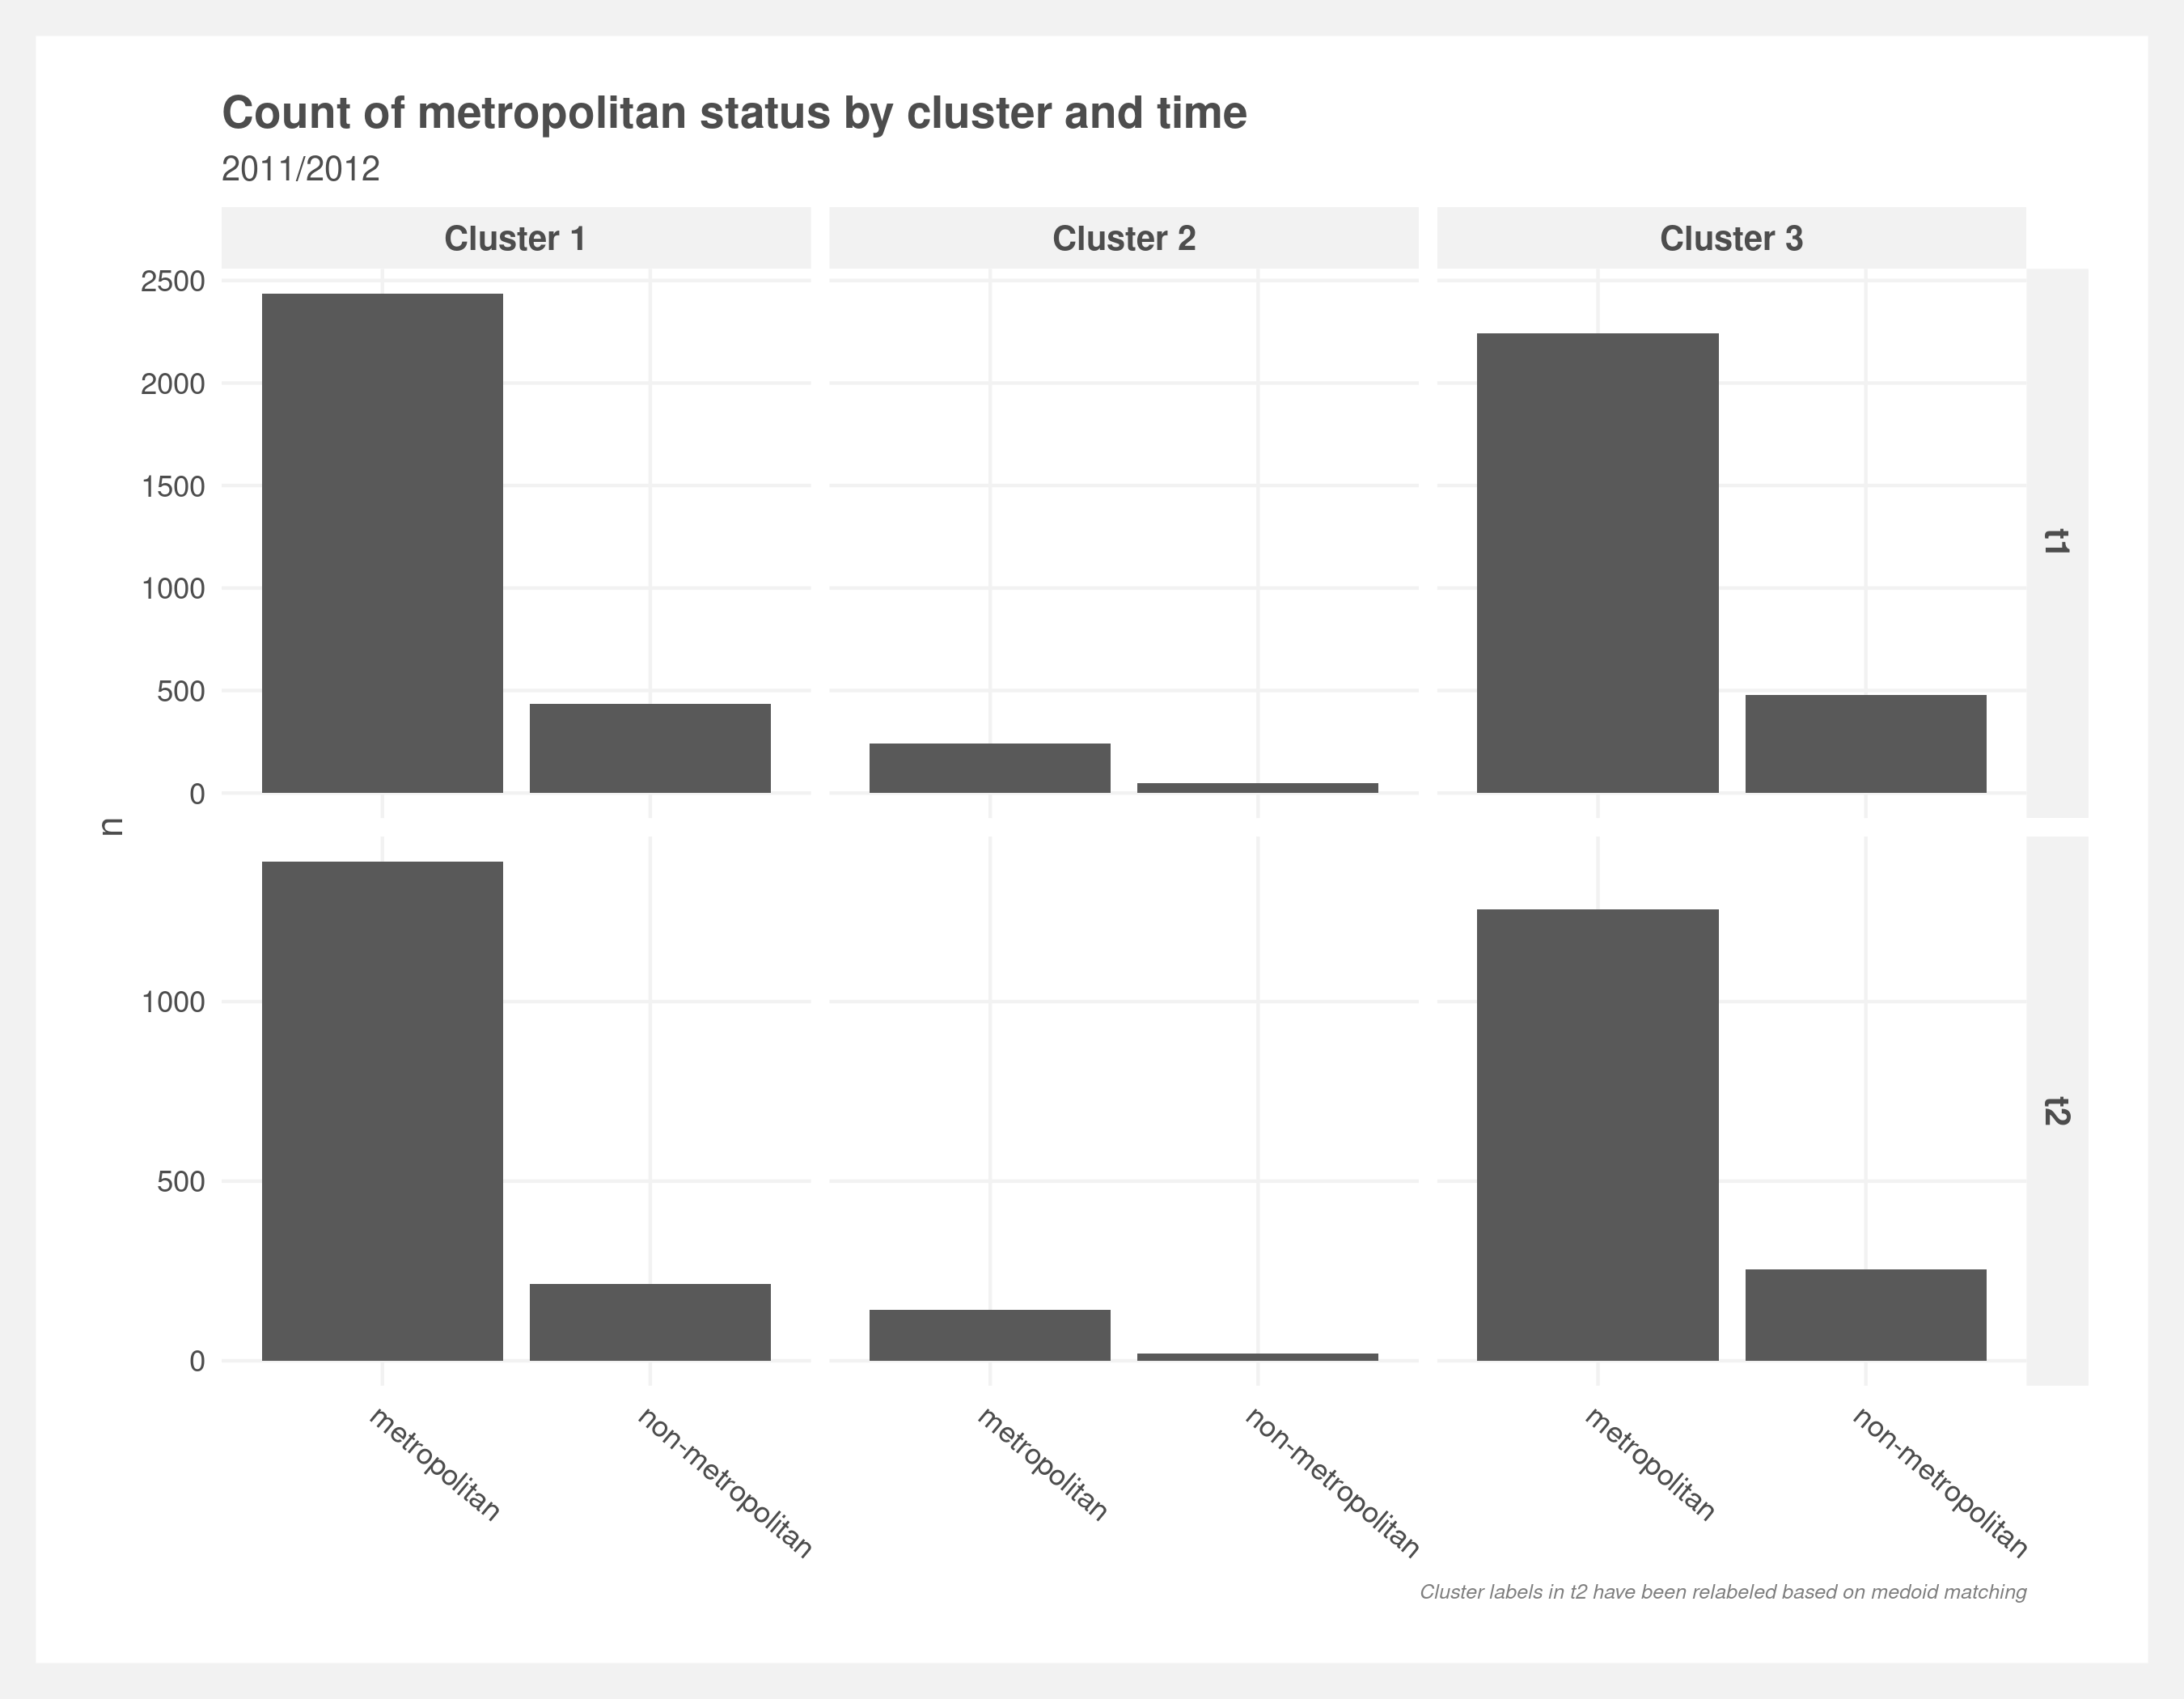 Count of metropolitan status by cluster and time
2011/2012
Cluster 1
Cluster 2
Cluster 3
2500
2000
1500
1000
500
0
t1
n
1000
500
0
t2
metropolitan
non-metropolitan
metropolitan
non-metropolitan
metropolitan
non-metropolitan
Cluster labels in t2 have been relabeled based on medoid matching